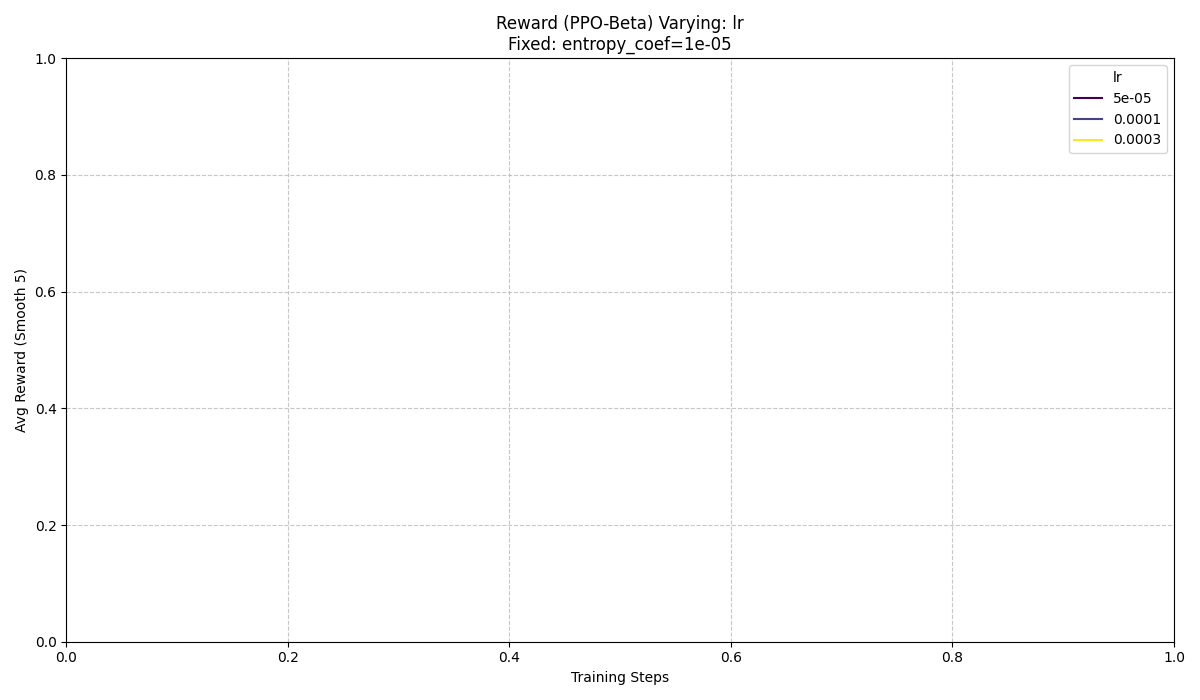 Reward (PPO-Beta) Varying: lr
Fixed: entropy_coef=1e-05
lr
5e-05
0.0001
0.0003
Avg Reward (Smooth 5)
1.0
0.8
0.6
0.4
0.2
0.0
0.0 0.2 0.4 0.6 0.8 1.0
Training Steps